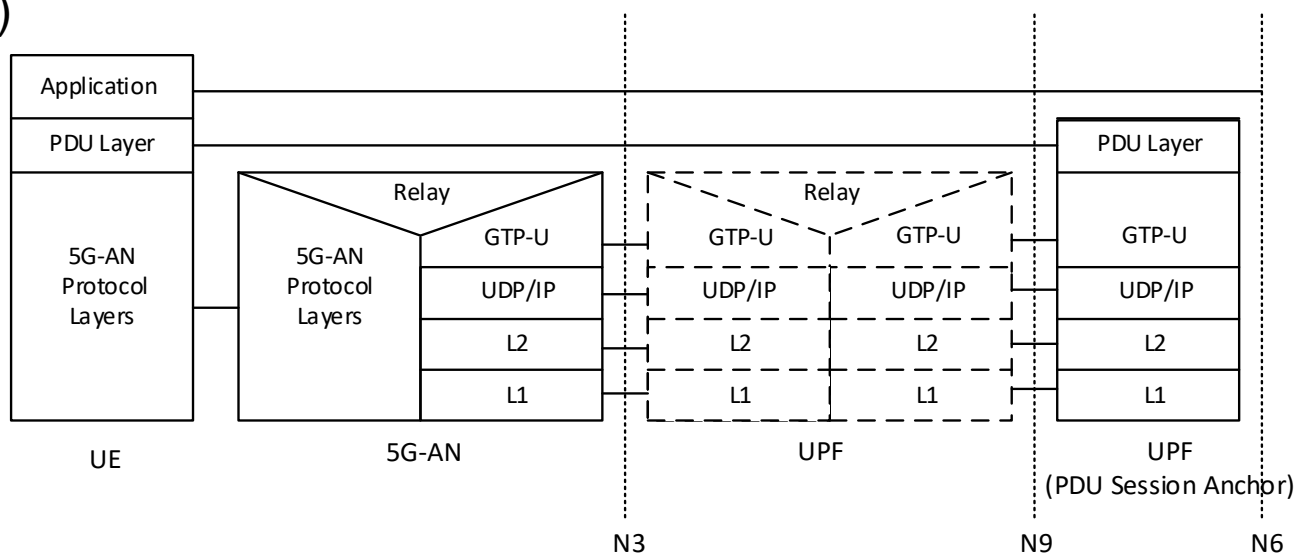 )
Application
PDU Layer
PDU Layer
Relay
Relay
5G-AN
Protocol
Layers
5G-AN
Protocol
Layers
GTP-U
GTP-U
GTP-U
GTP-U
UDP/IP
UDP/IP
UDP/IP
UDP/IP
L2
L2
L2
L2
L1
L1
L1
L1
UE
5G-AN
UPF
UPF
(PDU Session Anchor)
N3
N9
N6